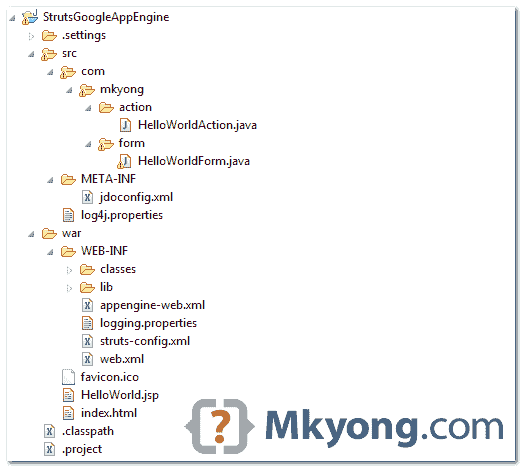 StrutsGoogleAppEngine
.settings
src
com
mkyong
action
HelloWorldAction.java
form
HelloWorldForm.java
META-INF
jdoconfig.xml
log4j.properties
war
WEB-INF
classes
lib
appengine-web.xml
logging.properties
struts-config.xml
web.xml
favicon.ico
HelloWorld.jsp
index.html
.classpath
.project
{?} Mkyong.com